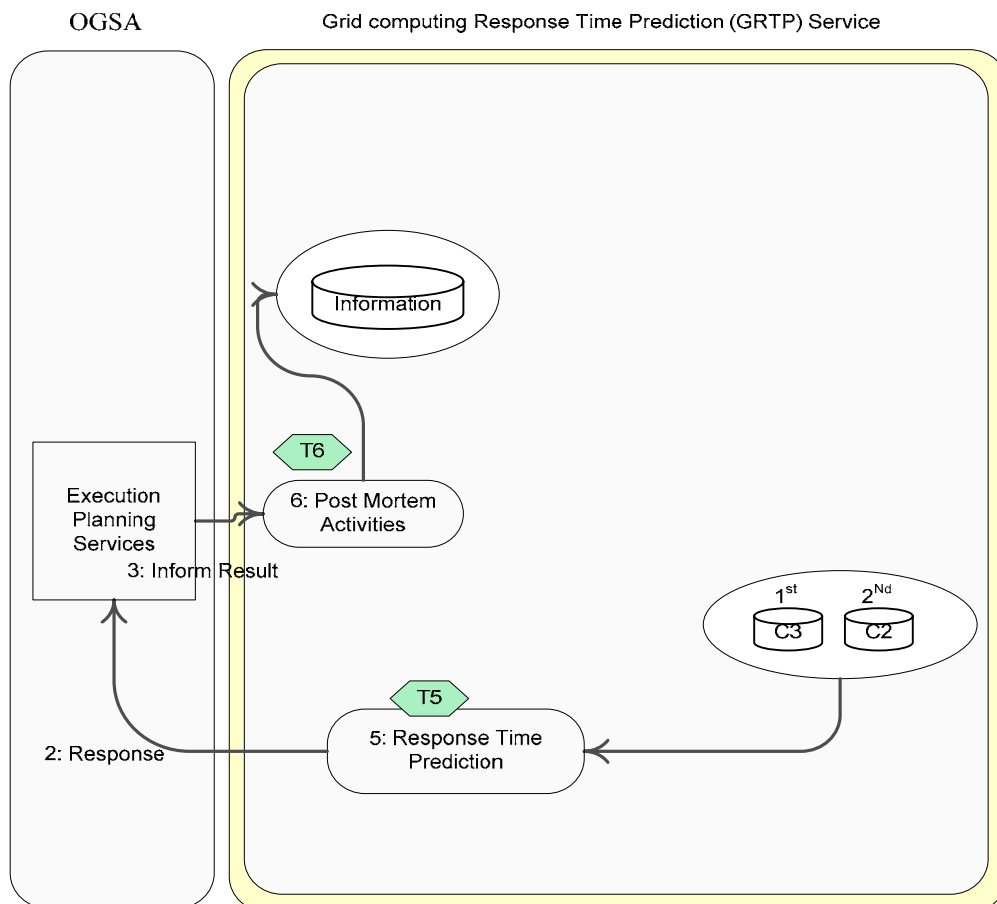 OGSA
Grid computing Response Time Prediction (GRTP) Service
Information
T6
6: Post Mortem
Activities
Execution
Planning
Services
3: Inform Result
1st
2Nd
C3
C2
T5
5: Response Time
Prediction
2: Response